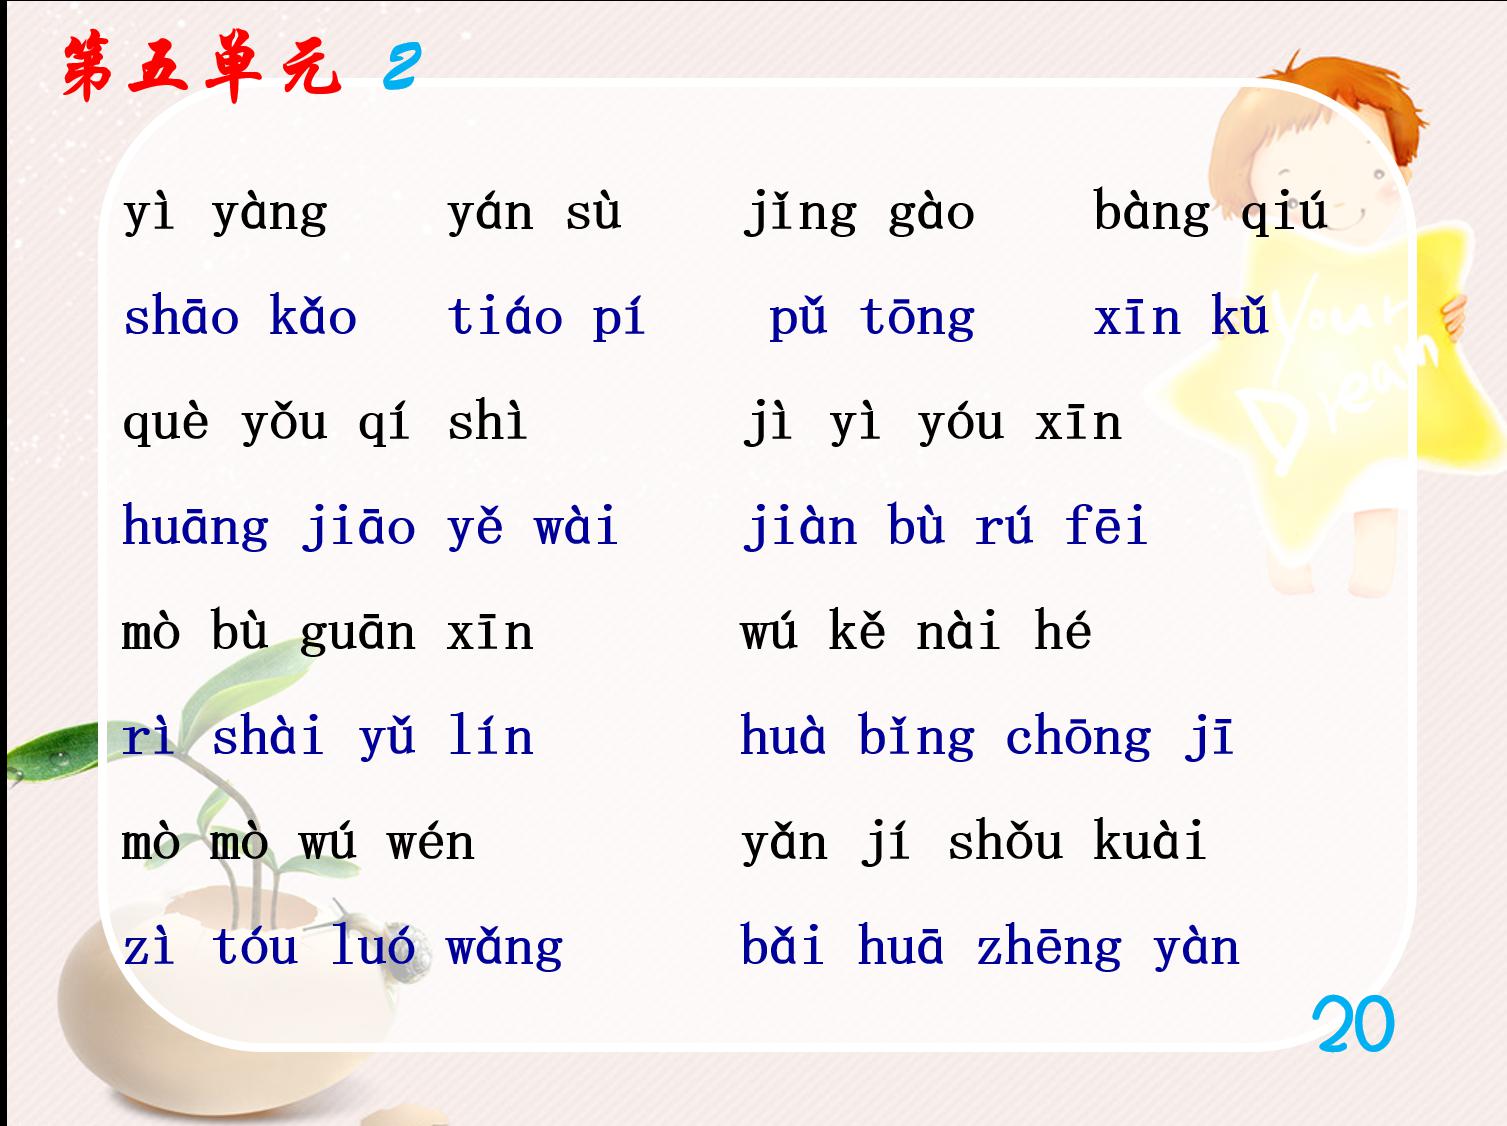 第五单元 2
yì yàng yán sù jǐng gào bàng qiú
shāo kǎo tiáo pí pǔ tōng xīn kǔ
què yǒu qí shì jì yì yóu xīn
huāng jiāo yě wài jiàn bù rú fēi
mò bù guān xīn wú kě nài hé
rì shài yǔ lín huà bǐng chōng jī
mò mò wú wén yǎn jí shǒu kuài
zì tóu luó wǎng bǎi huā zhēng yàn
Your
Dream
20